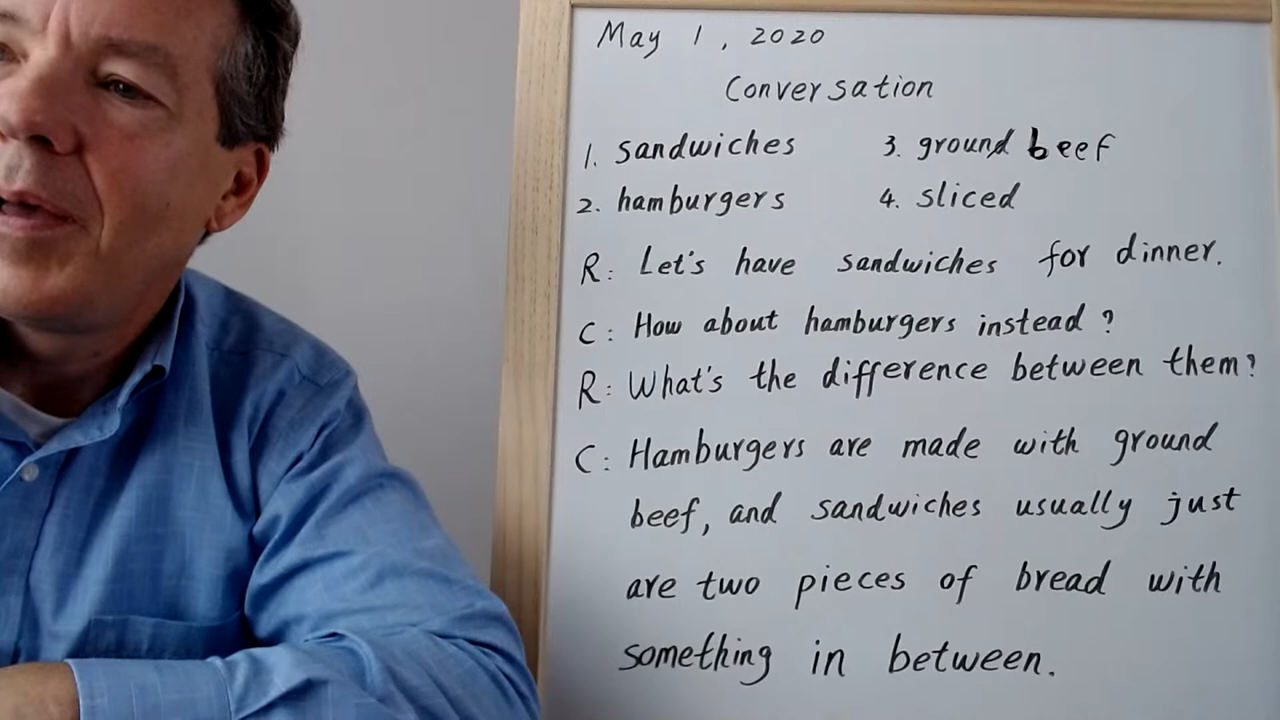 May 1, 2020
Conversation
1. sandwiches 3. ground beef
2. hamburgers 4. sliced
R: Let's have sandwiches for dinner.
C: How about hamburgers instead?
R: What's the difference between them?
C: Hamburgers are made with ground
beef, and sandwiches usually just
are two pieces of bread with
something in between.